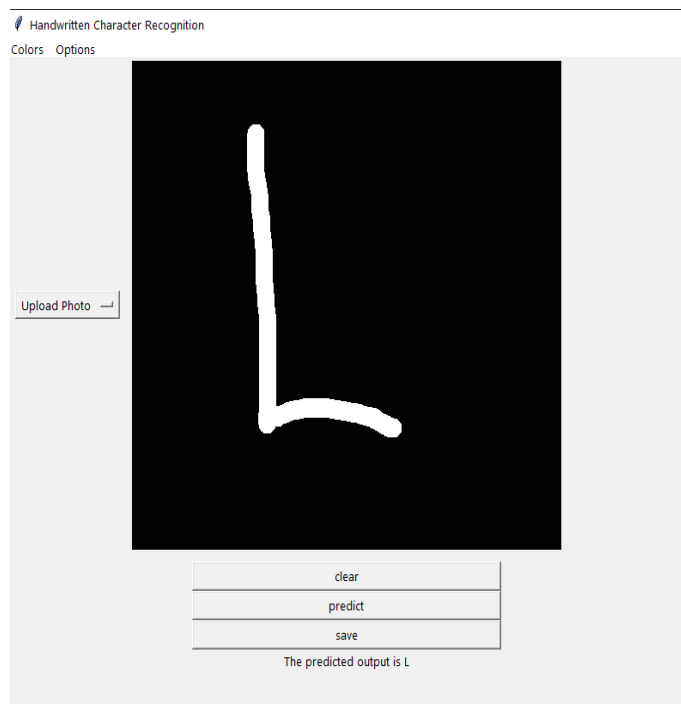 Handwritten Character Recognition
Colors Options
L
Upload Photo
clear
predict
save
The predicted output is L